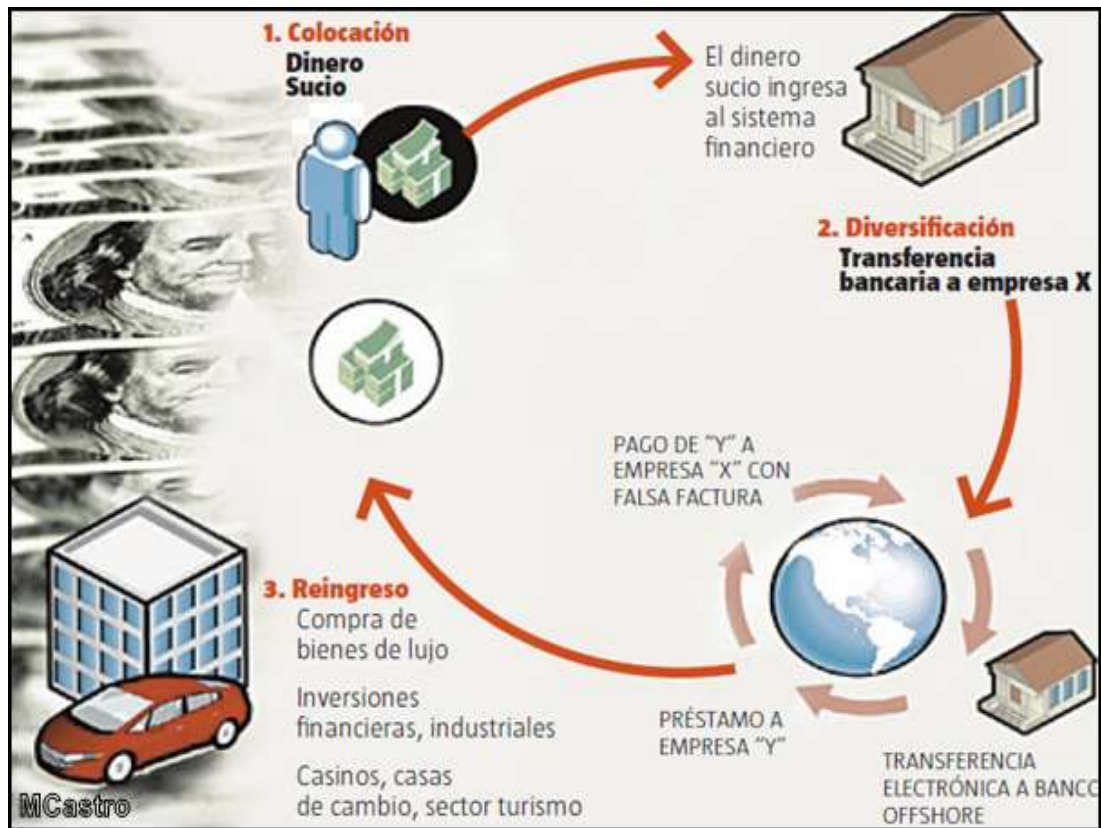 1. Colocación
Dinero
Sucio
El dinero
sucio ingresa
al sistema
financiero
2. Diversificación
Transferencia
bancaria a empresa X
PAGO DE "Y" A
EMPRESA "X" CON
FALSA FACTURA
3. Reingreso
Compra de
bienes de lujo
Inversiones
financieras, industriales
Casinos, casas
de cambio, sector turismo
PRÉSTAMO A
EMPRESA "Y"
TRANSFERENCIA
ELECTRÓNICA A BANCO
OFFSHORE
MCastro